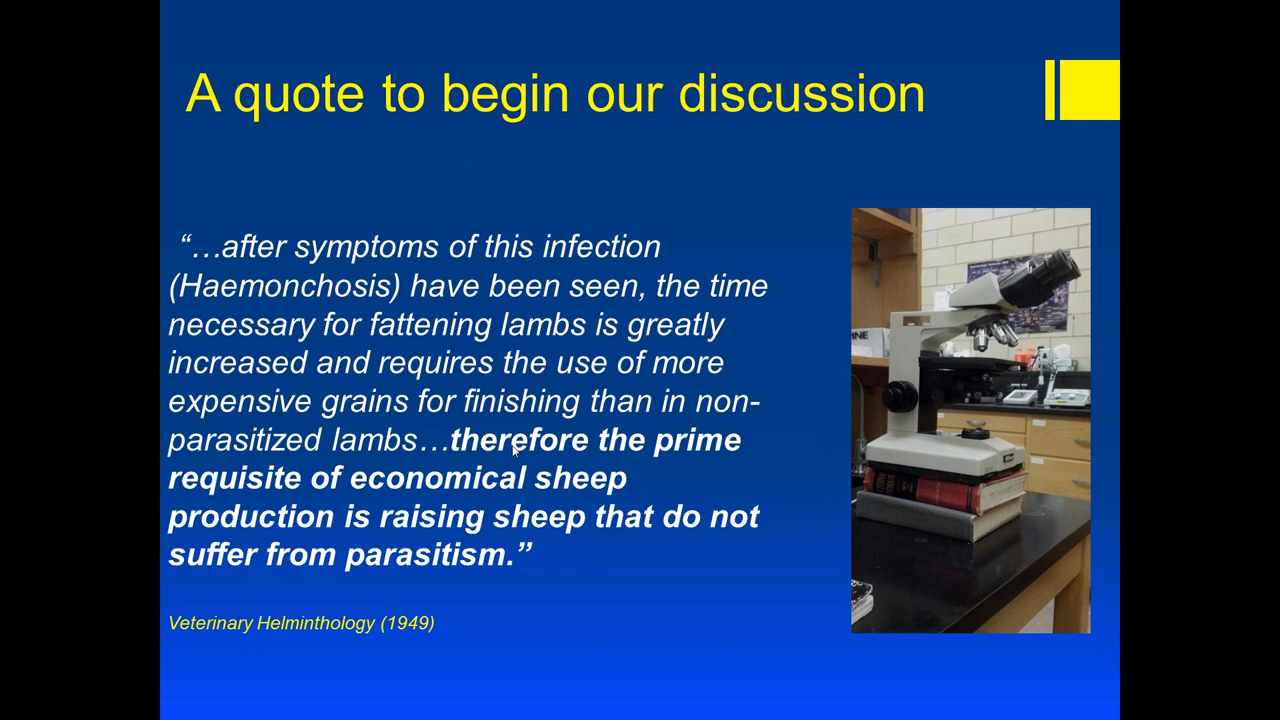 A quote to begin our discussion
“…after symptoms of this infection
(Haemonchosis) have been seen, the time
necessary for fattening lambs is greatly
increased and requires the use of more
expensive grains for finishing than in non-
parasitized lambs…therefore the prime
requisite of economical sheep
production is raising sheep that do not
suffer from parasitism.”
Veterinary Helminthology (1949)
INE